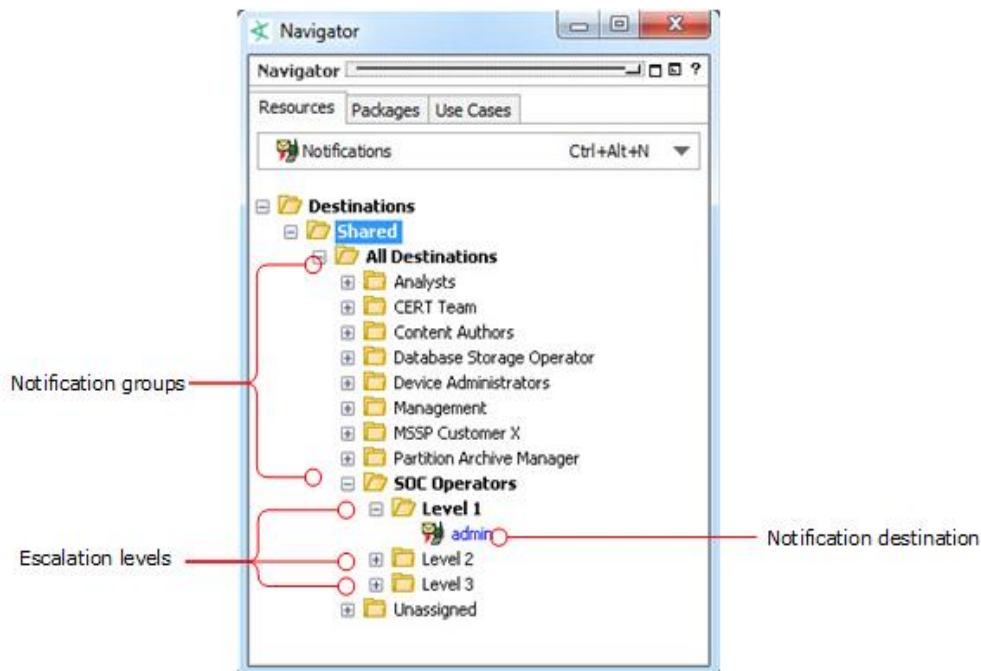 Navigator
Navigator ?
Resources Packages Use Cases
Notifications Ctrl+Alt+N
Destinations
Shared
All Destinations
Analysts
CERT Team
Content Authors
Database Storage Operator
Device Administrators
Notification groups
Management
MSSP Customer X
Partition Archive Manager
SOC Operators
Level 1
admin
Notification destination
Escalation levels
Level 2
Level 3
Unassigned